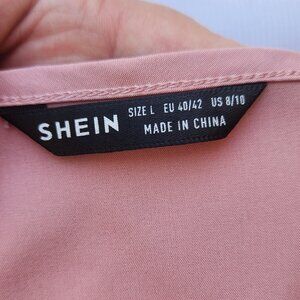 SHEIN
SIZE L EU 40/42 US 8/10
MADE IN CHINA